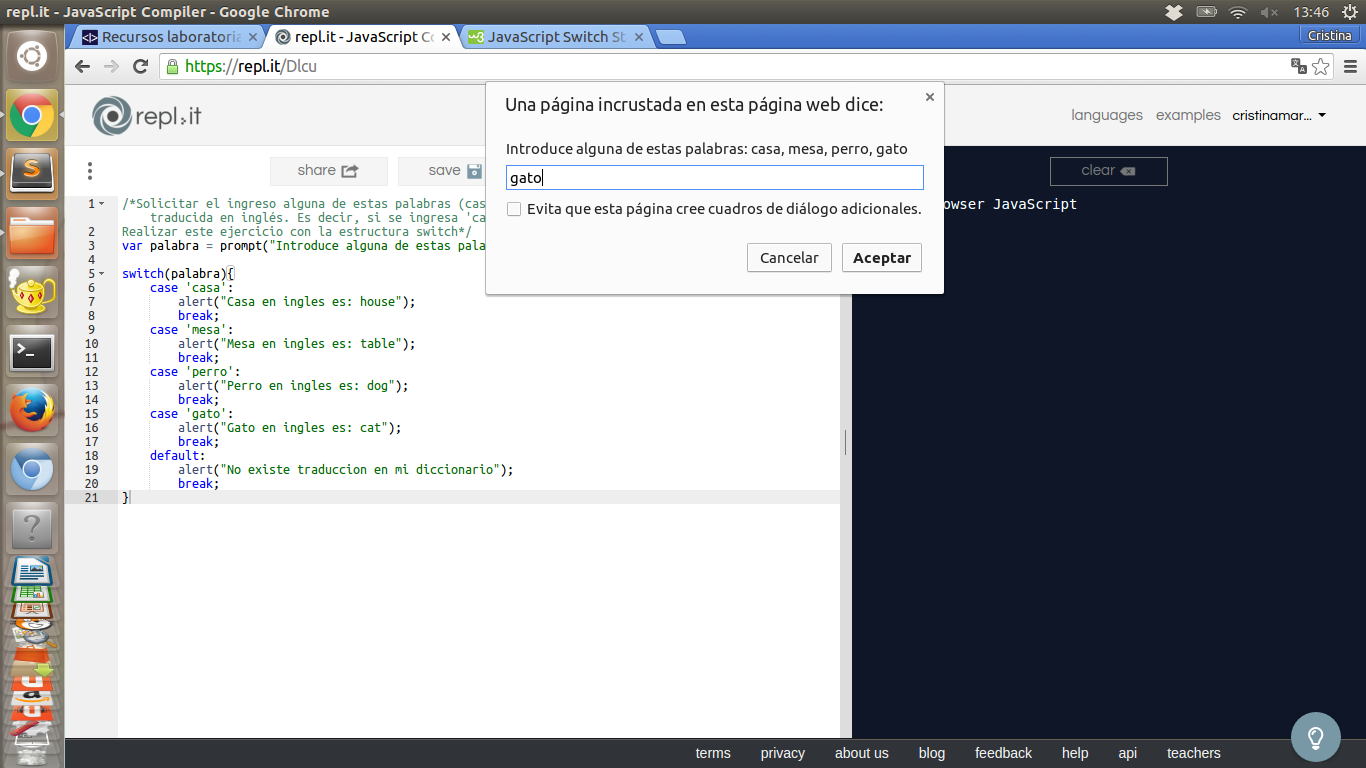 repl.it - JavaScript Compiler - Google Chrome
13:46
Recursos laboratoria
repl.it - JavaScript Co
JavaScript Switch St
Cristina
https://repl.it/Dlcu
repl.it
languages
examples
cristinamar...
share
save
clear
Una página incrustada en esta página web dice:
Introduce alguna de estas palabras: casa, mesa, perro, gato
gato
Evita que esta página cree cuadros de diálogo adicionales.
Cancelar
Aceptar
owser JavaScript
1 /*Solicitar el ingreso alguna de estas palabras (cas
traducida en inglés. Es decir, si se ingresa 'ca
2 Realizar este ejercicio con la estructura switch*/
3 var palabra = prompt("Introduce alguna de estas pala
4
5 switch(palabra){
6 case 'casa':
7 alert("Casa en ingles es: house");
8 break;
9 case 'mesa':
10 alert("Mesa en ingles es: table");
11 break;
12 case 'perro':
13 alert("Perro en ingles es: dog");
14 break;
15 case 'gato':
16 alert("Gato en ingles es: cat");
17 break;
18 default:
19 alert("No existe traduccion en mi diccionario");
20 break;
21 }
terms
privacy
about us
blog
feedback
help
api
teachers